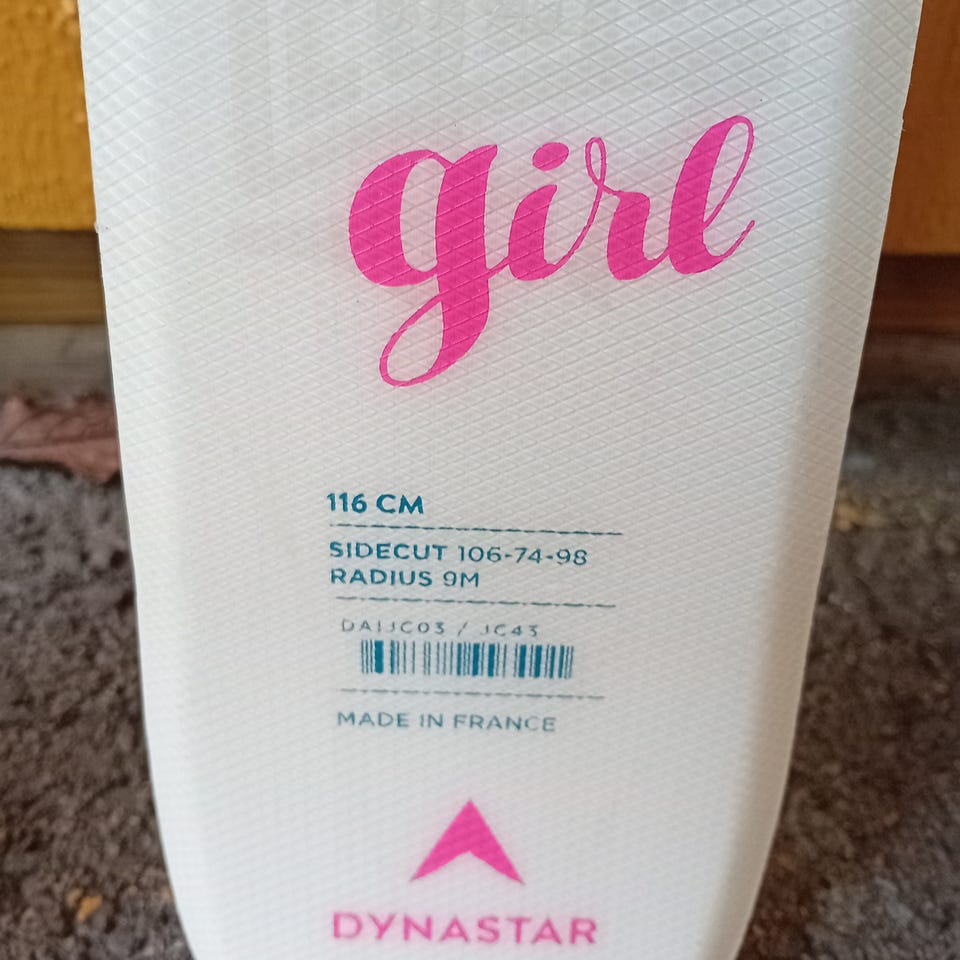 girl
116 CM
SIDECUT 106-74-98
RADIUS 9M
DAIJC03 / JC43
MADE IN FRANCE
DYNASTAR